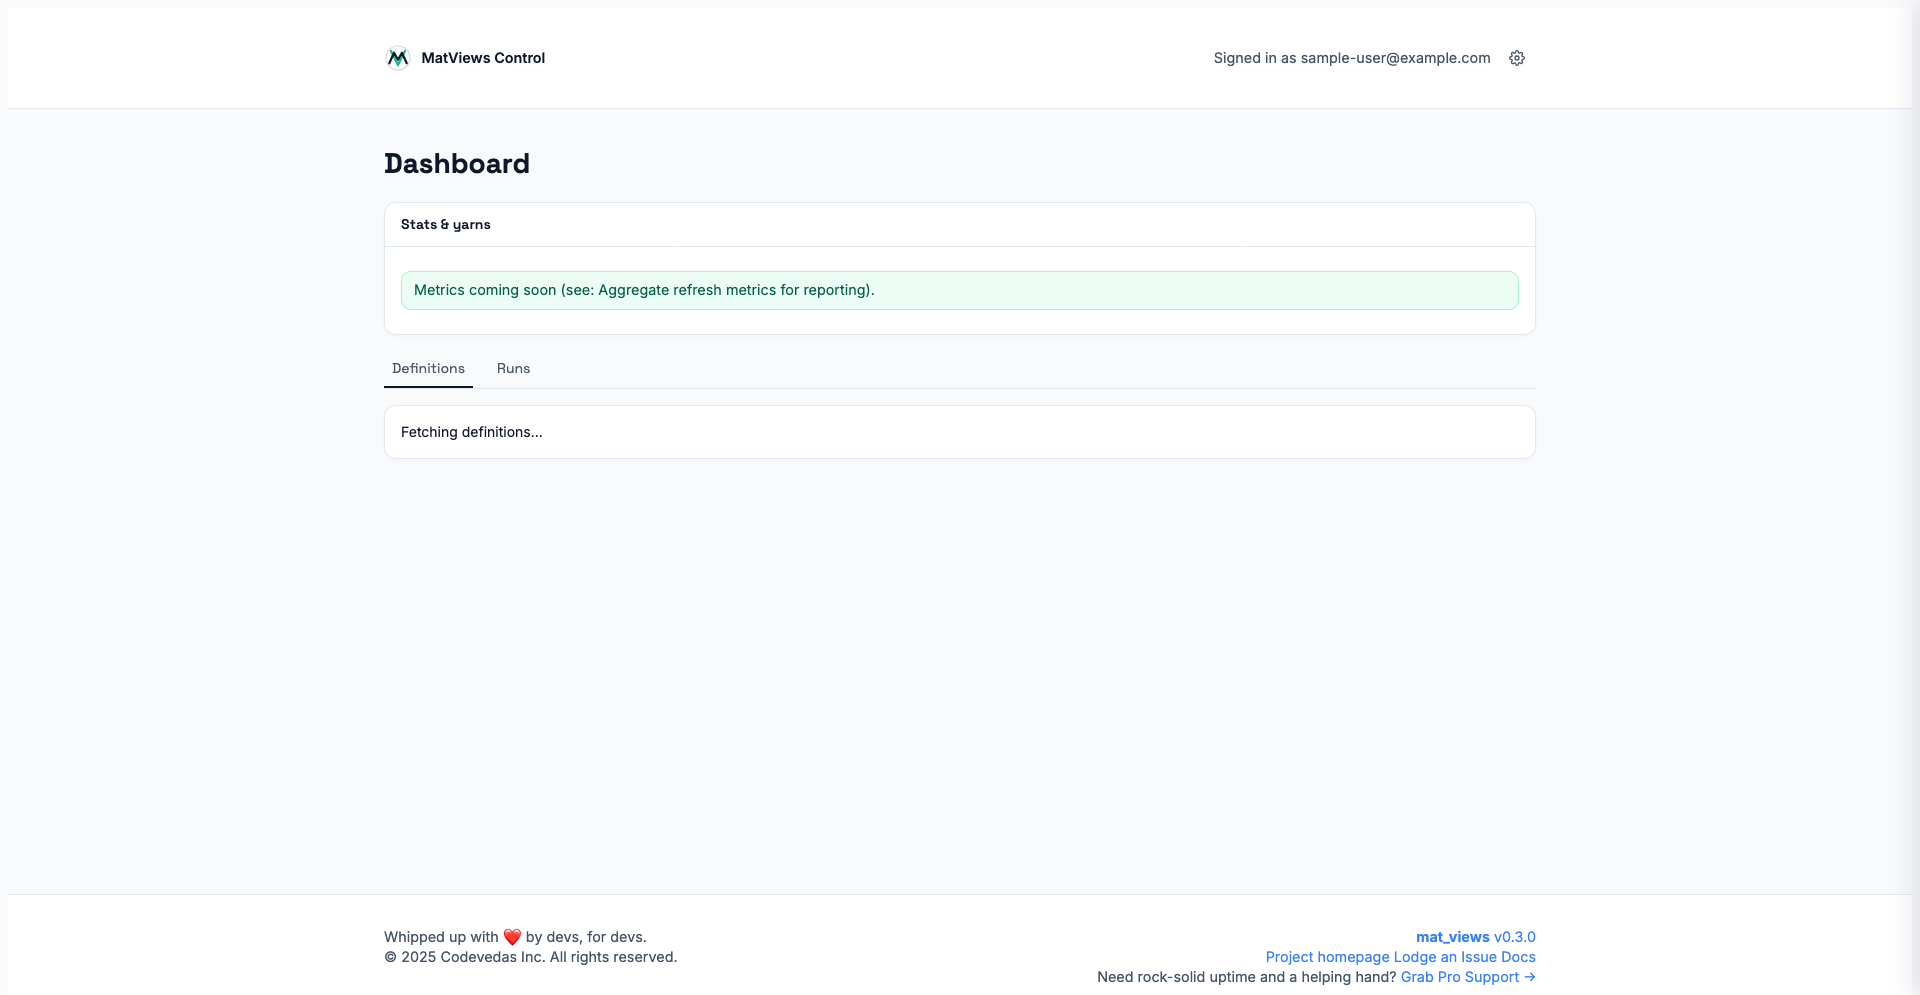 MatViews Control
Signed in as sample-user@example.com
Dashboard
Stats & yarns
Metrics coming soon (see: Aggregate refresh metrics for reporting).
Definitions Runs
Fetching definitions...
Whipped up with ❤️ by devs, for devs.
© 2025 Codevedas Inc. All rights reserved.
mat_views v0.3.0
Project homepage Lodge an Issue Docs
Need rock-solid uptime and a helping hand? Grab Pro Support →